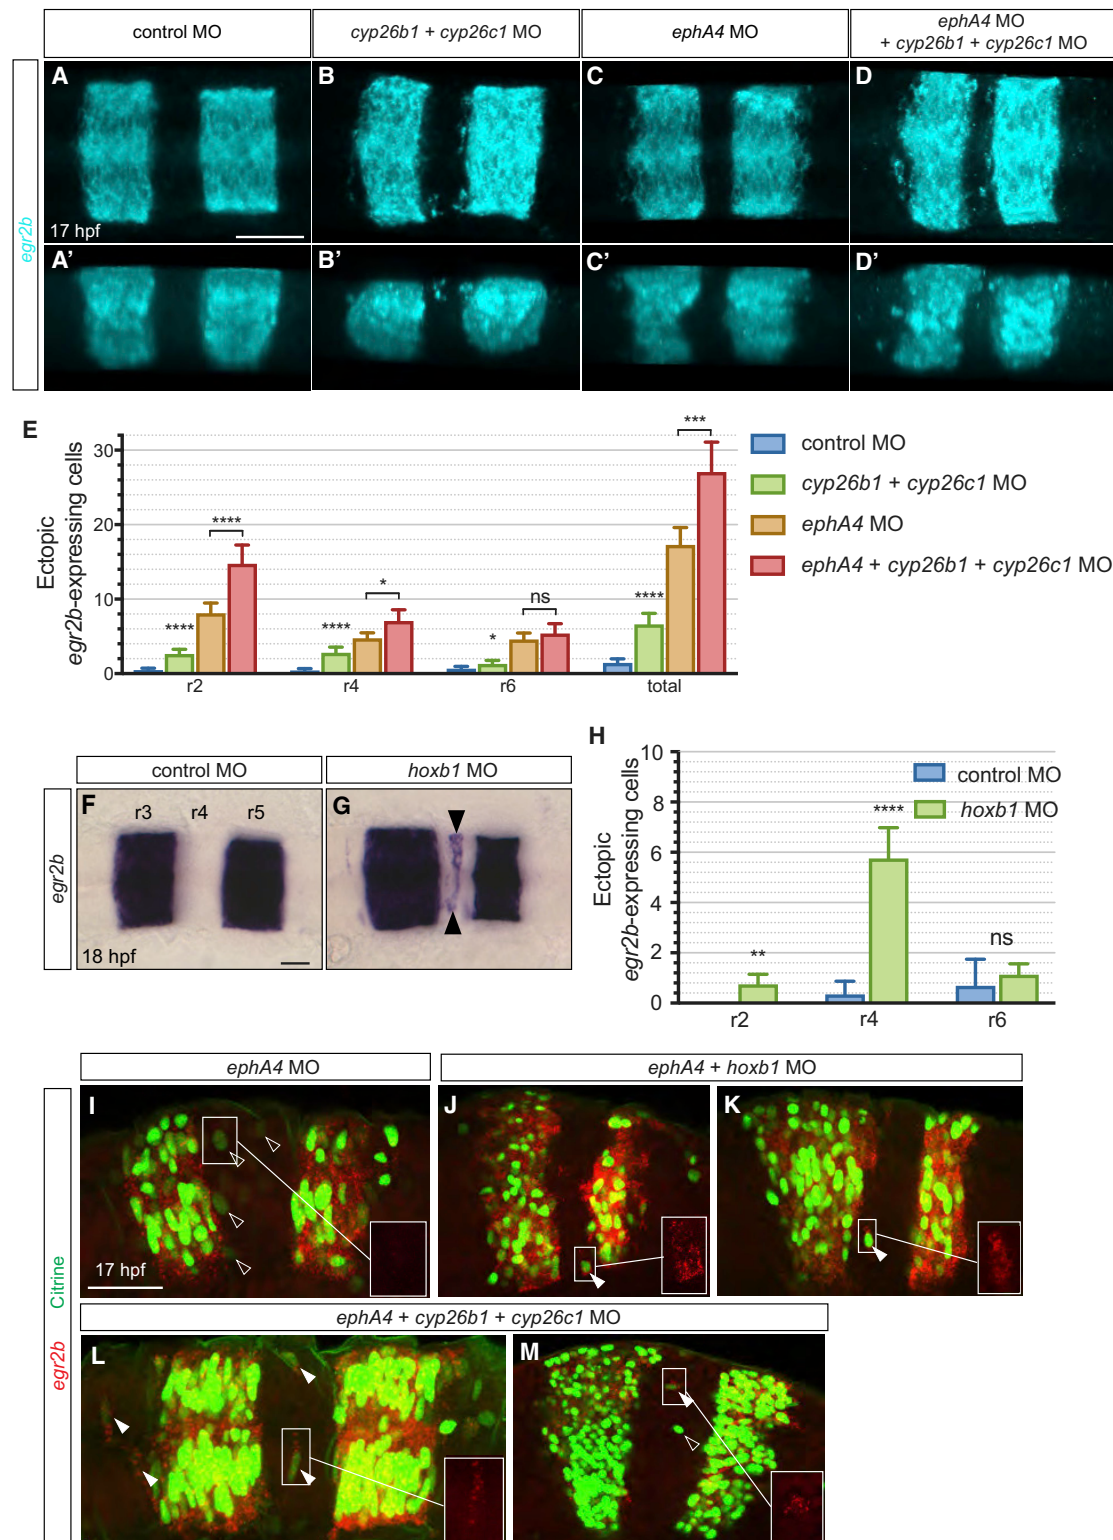 control MO
cyp26b1 + cyp26c1 MO
ephA4 MO
ephA4 MO
+ cyp26b1 + cyp26c1 MO
egr2b
A
B
C
D
17 hpf
A'
B'
C'
D'
E
Ectopic
egr2b-expressing cells
30
20
10
0
****
****
****
*
*
ns
****
***
r2
r4
r6
total
control MO
cyp26b1 + cyp26c1 MO
ephA4 MO
ephA4 + cyp26b1 + cyp26c1 MO
control MO
hoxb1 MO
egr2b
F
r3
r4
r5
18 hpf
G
H
Ectopic
egr2b-expressing cells
10
8
6
4
2
0
**
****
ns
r2
r4
r6
control MO
hoxb1 MO
ephA4 MO
ephA4 + hoxb1 MO
egr2b Citrine
I
17 hpf
J
K
ephA4 + cyp26b1 + cyp26c1 MO
L
M